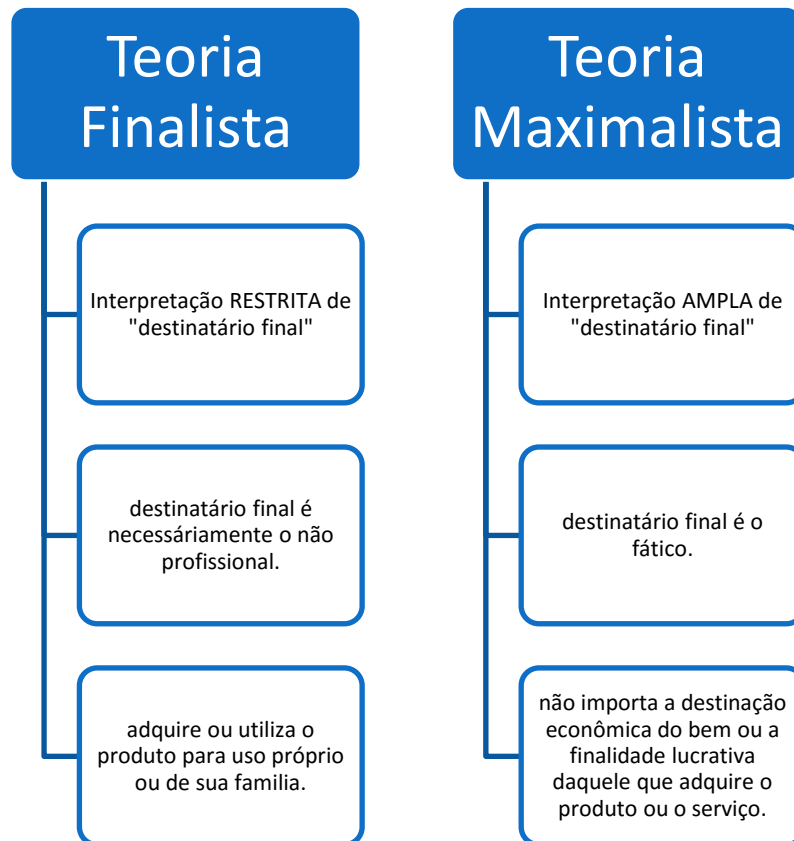 Teoria
Finalista
Interpretação RESTRITA de
"destinatário final"
destinatário final é
necessáriamente o não
profissional.
adquire ou utiliza o
produto para uso próprio
ou de sua familia.
Teoria
Maximalista
Interpretação AMPLA de
"destinatário final"
destinatário final é o
fático.
não importa a destinação
econômica do bem ou a
finalidade lucrativa
daquele que adquire o
produto ou o serviço.